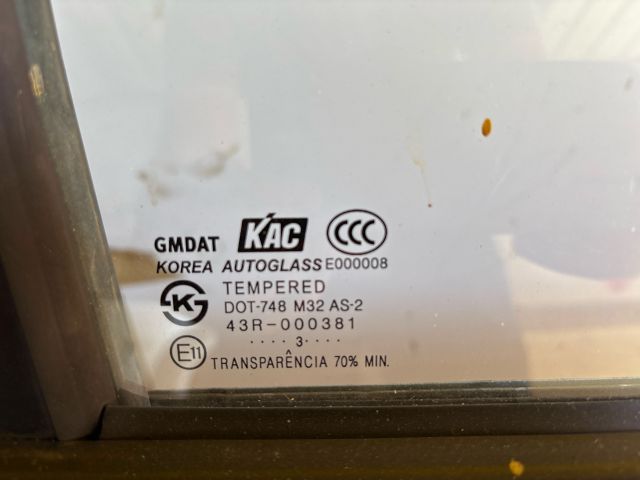 GMDAT KAC CCC
KOREA AUTOGLASS E000008
TEMPERED
DOT-748 M32 AS-2
43R-000381
....3....
E11 TRANSPARÊNCIA 70% MIN.